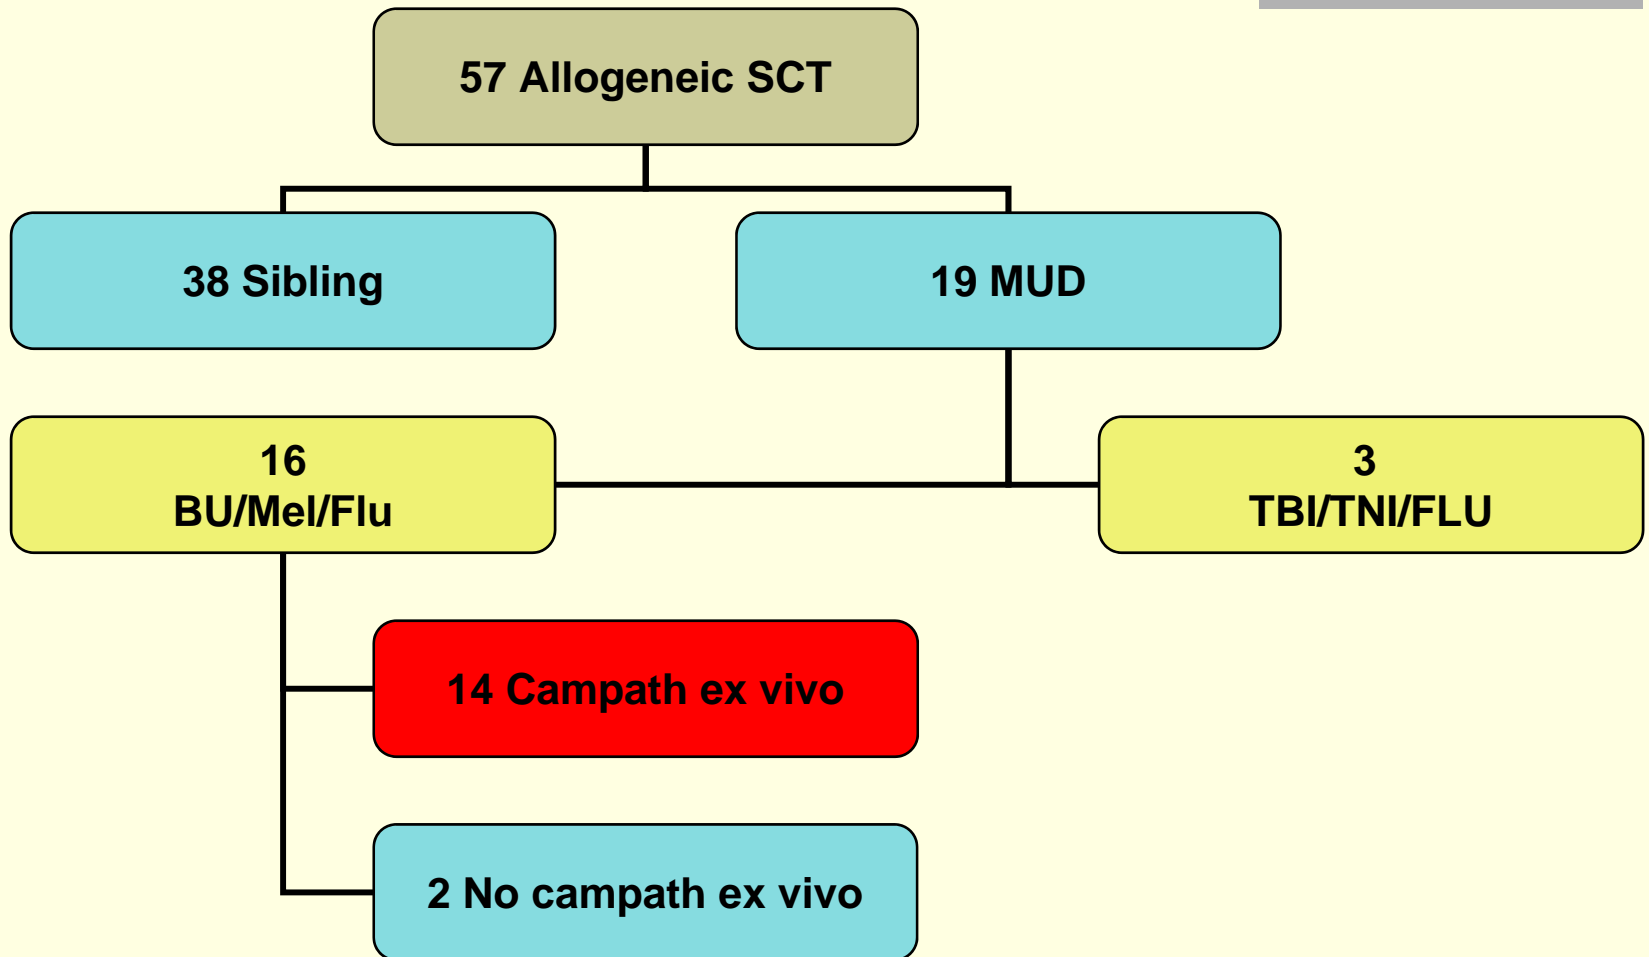 57 Allogeneic SCT
38 Sibling
19 MUD
16
BU/Mel/Flu
3
TBI/TNI/FLU
14 Campath ex vivo
2 No campath ex vivo